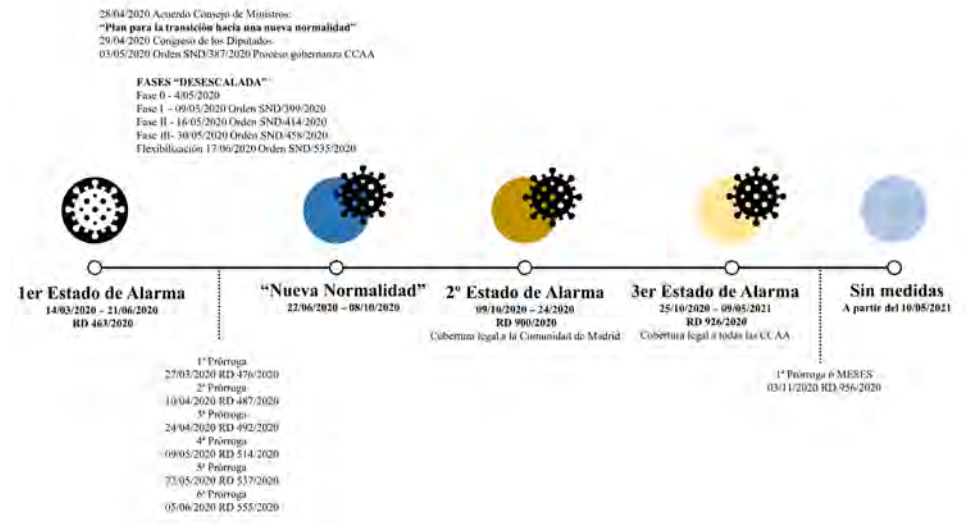 28/04/2020 Acuerdo Consejo de Ministros:
“Plan para la transición hacia una nueva normalidad”
29/04/2020 Congreso de los Diputados
03/05/2020 Orden SND/387/2020 Proceso gobernanza CCAA
FASES “DESESCALADA”
Fase 0 - 4/05/2020
Fase I – 09/05/2020 Orden SND/399/2020
Fase II - 16/05/2020 Orden SND/414/2020
Fase III- 30/05/2020 Orden SND/458/2020
Flexibilización 17/06/2020 Orden SND/535/2020
1er Estado de Alarma
14/03/2020 – 21/06/2020
RD 463/2020
“Nueva Normalidad”
22/06/2020 – 08/10/2020
2º Estado de Alarma
09/10/2020 – 24/2020
RD 900/2020
Cobertura legal a la Comunidad de Madrid
3er Estado de Alarma
25/10/2020 – 09/05/2021
RD 926/2020
Cobertura legal a todas las CCAA
Sin medidas
A partir del 10/05/2021
1ª Prórroga
27/03/2020 RD 476/2020
2ª Prórroga
10/04/2020 RD 487/2020
3ª Prórroga
24/04/2020 RD 492/2020
4ª Prórroga
09/05/2020 RD 514/2020
5ª Prórroga
23/05/2020 RD 537/2020
6ª Prórroga
05/06/2020 RD 555/2020
1ª Prórroga 6 MESES
03/11/2020 RD 956/2020